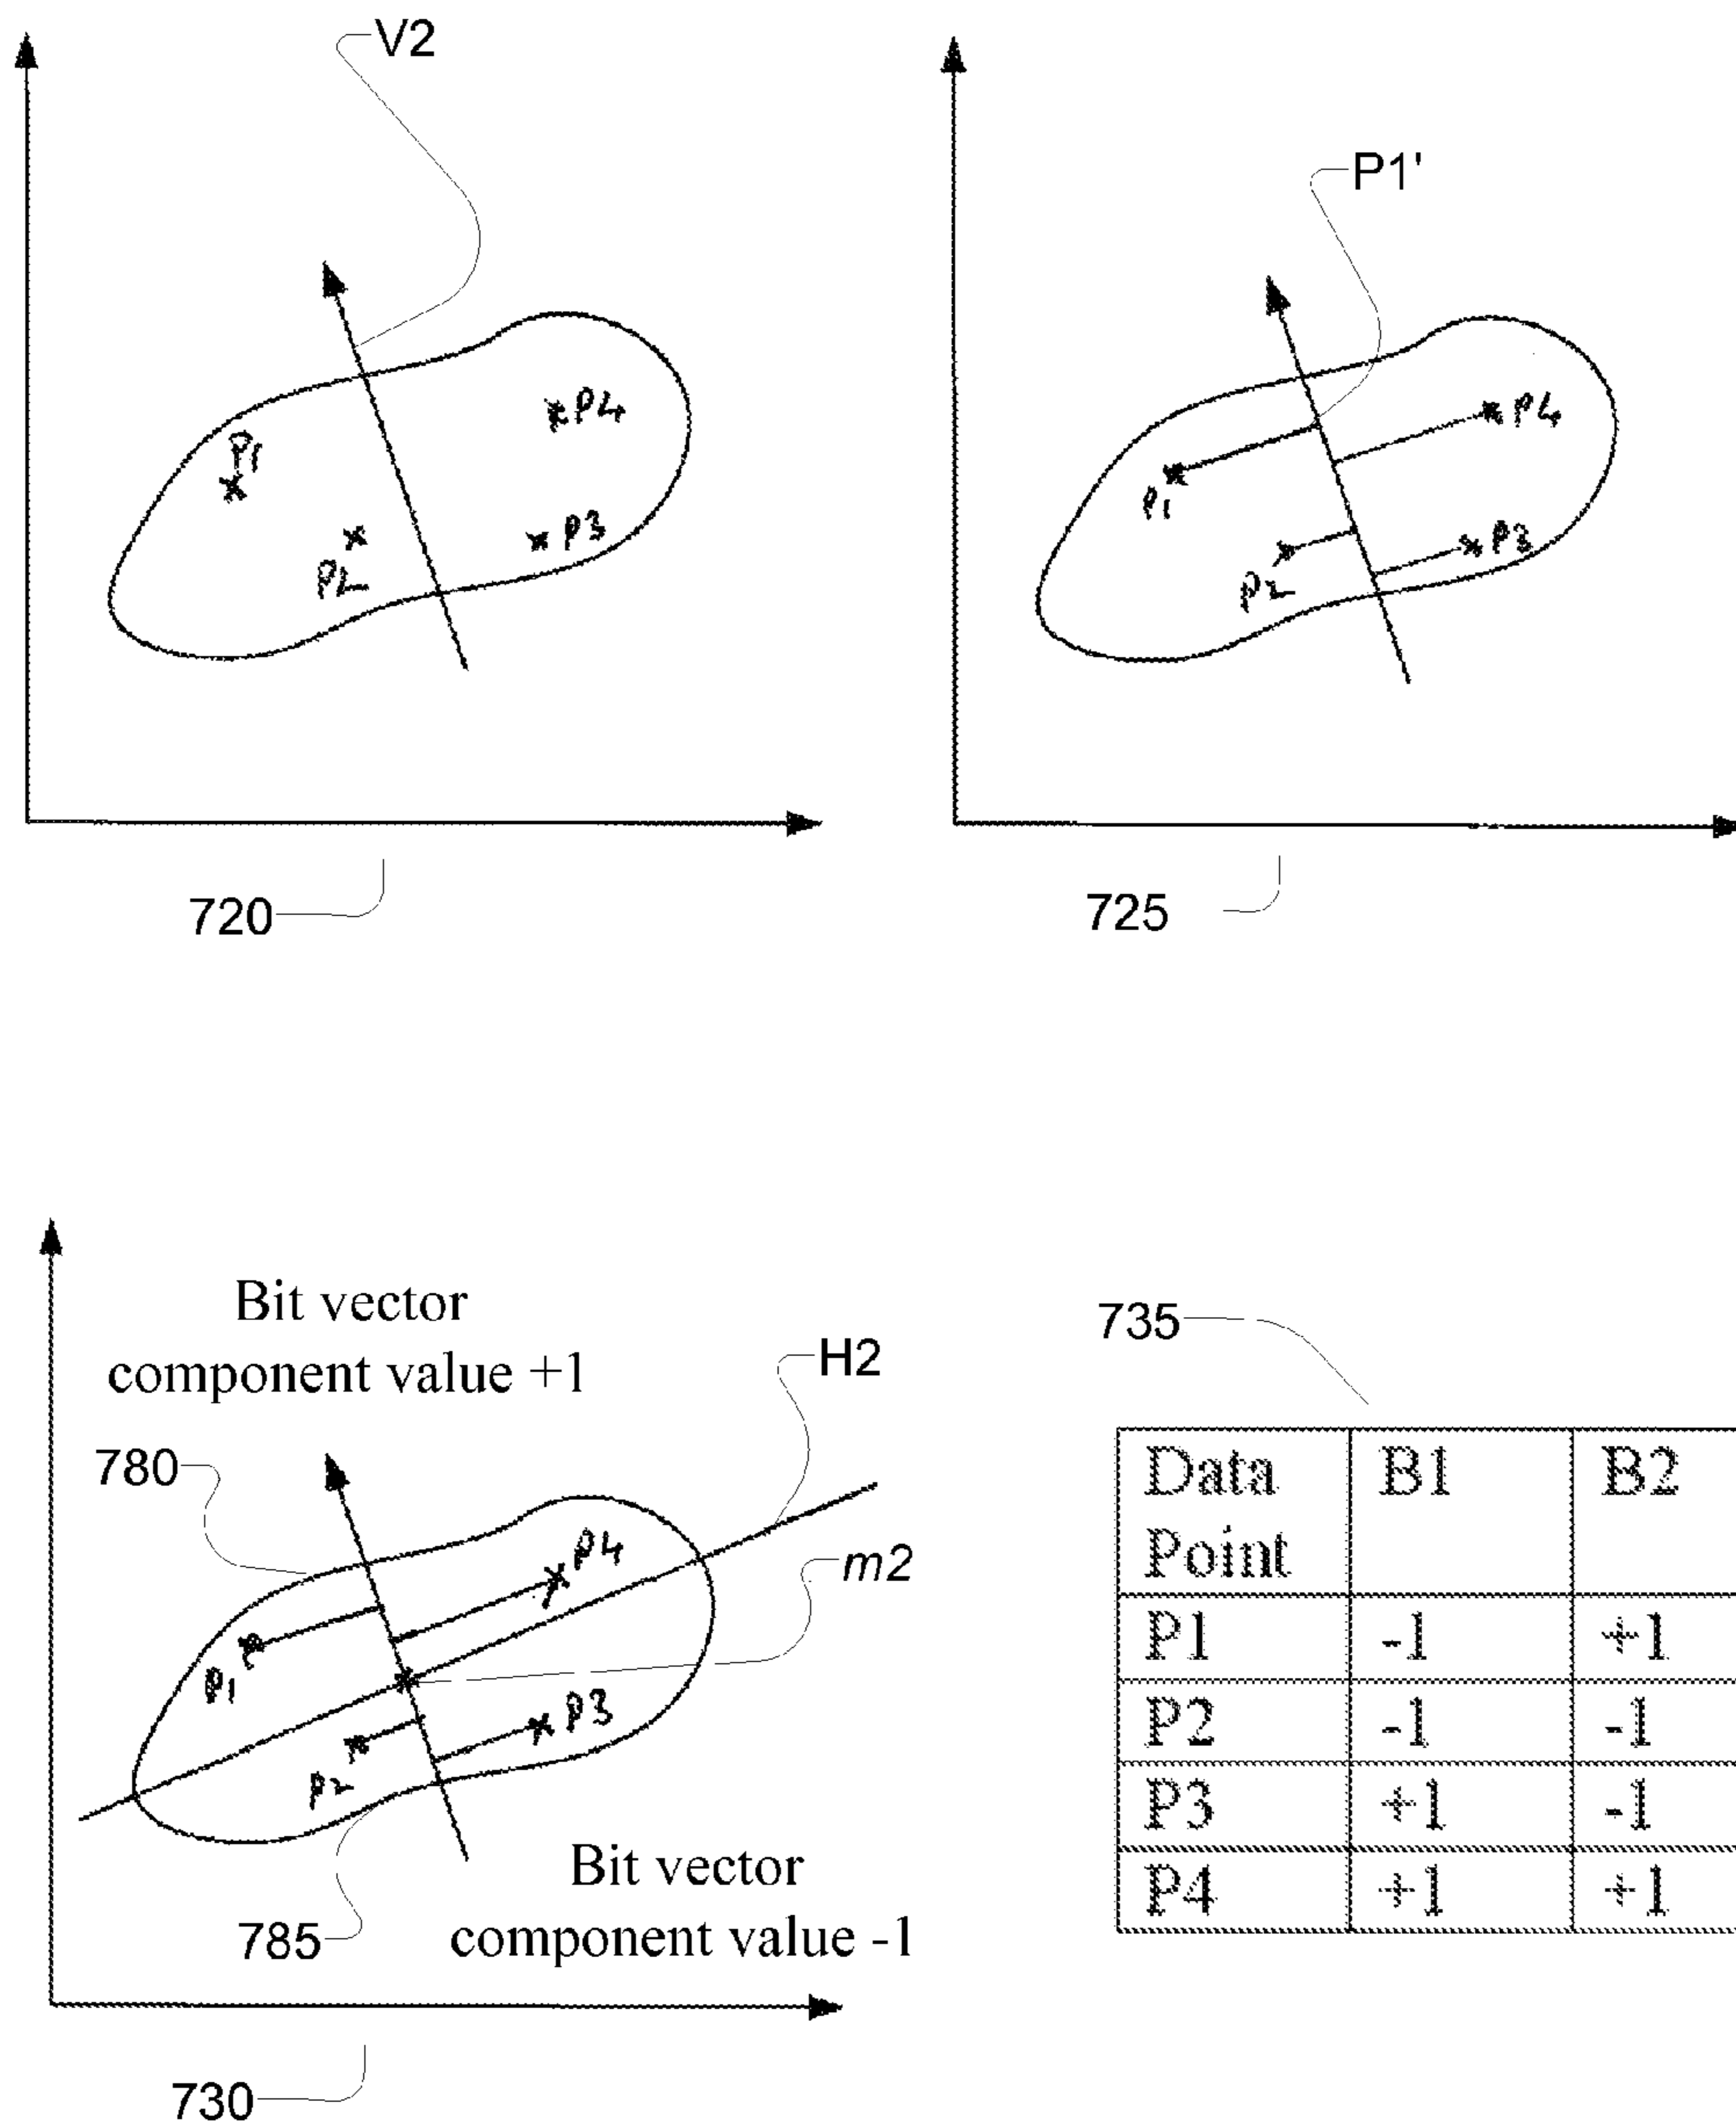 V2
P1
P2
P3
P4
720
P1'
P1
P2
P3
P4
725
Bit vector
component value +1
H2
780
m2
P4
P1
P3
P2
785
Bit vector
component value -1
730
735
Data Point B1 B2
P1 -1 +1
P2 -1 -1
P3 +1 -1
P4 +1 +1